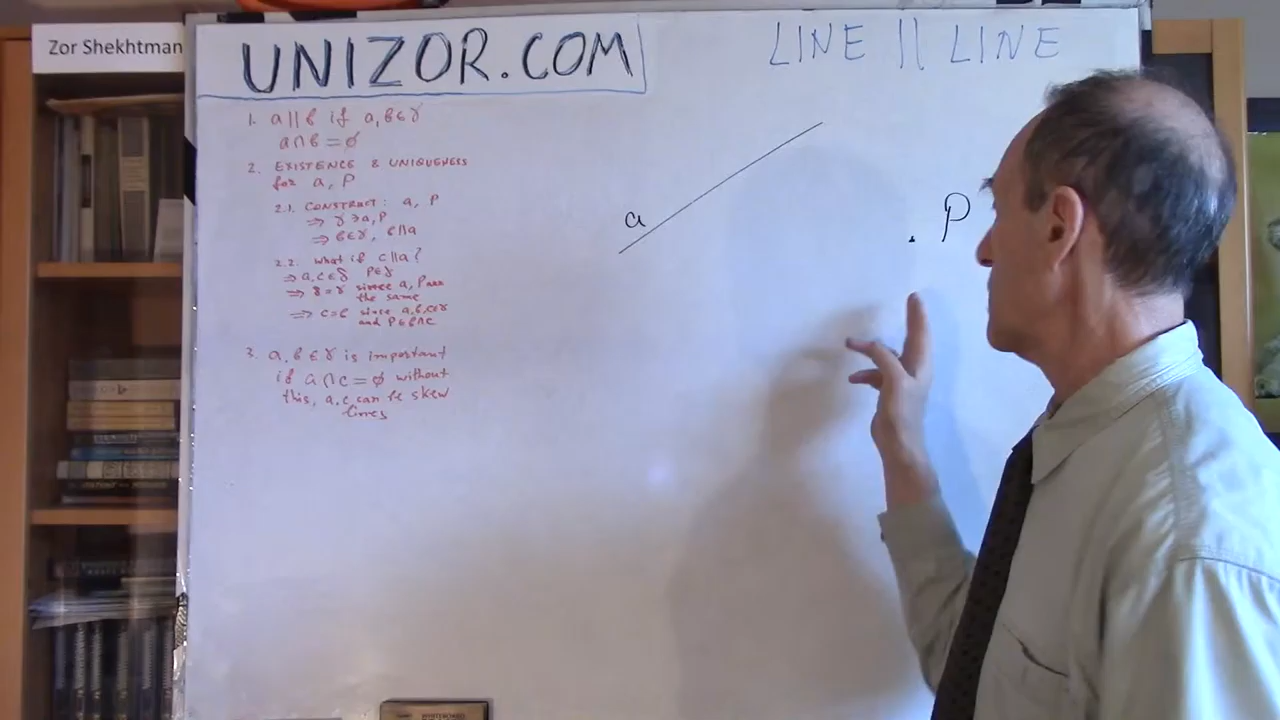 Zor Shekhtman
UNIZOR.COM
LINE || LINE
1. a || b if a, b ∈ γ
a ∩ b = ∅
2. EXISTENCE & UNIQUENESS
for a, P
2.1. CONSTRUCT: a, P
⇒ γ ∋ a, P
⇒ b ∈ γ, b || a
2.2. what if c || a?
⇒ a, c ∈ δ P ∈ δ
⇒ δ = γ since a, P are
the same
⇒ c = b since a, b, c ∈ γ
and P ∈ b ∩ c
3. a, b ∈ γ is important
if a ∩ c = ∅ without
this, a, c can be skew
lines
a
. P